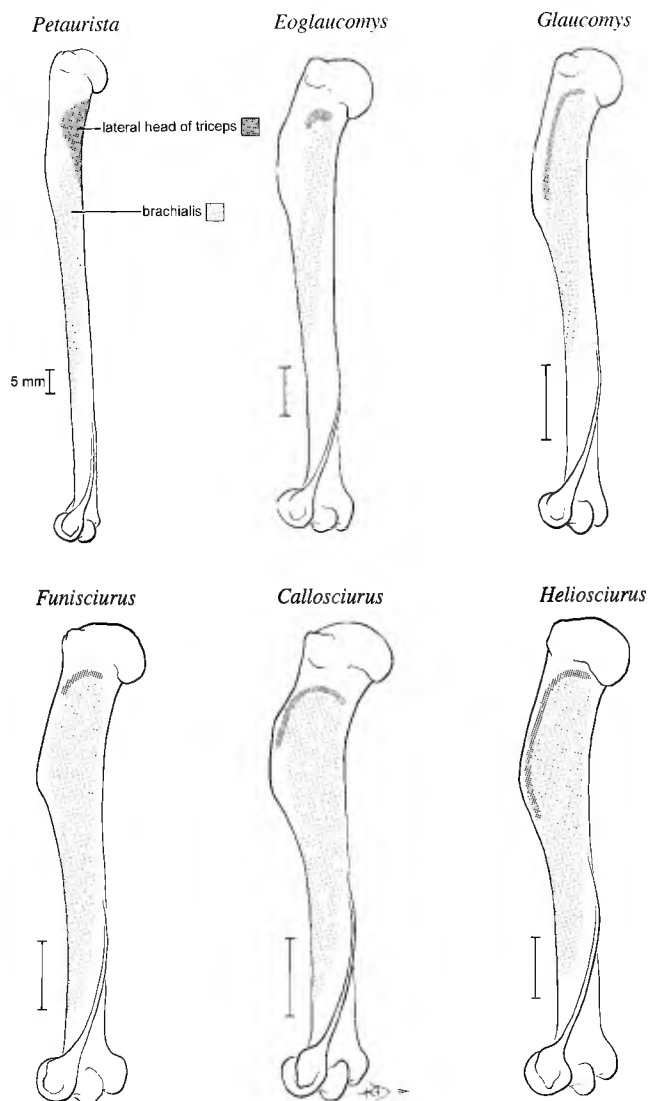 Petaurista
Eoglaucomys
Glaucomys
lateral head of triceps
brachialis
5 mm
Funisciurus
Callosciurus
Heliosciurus